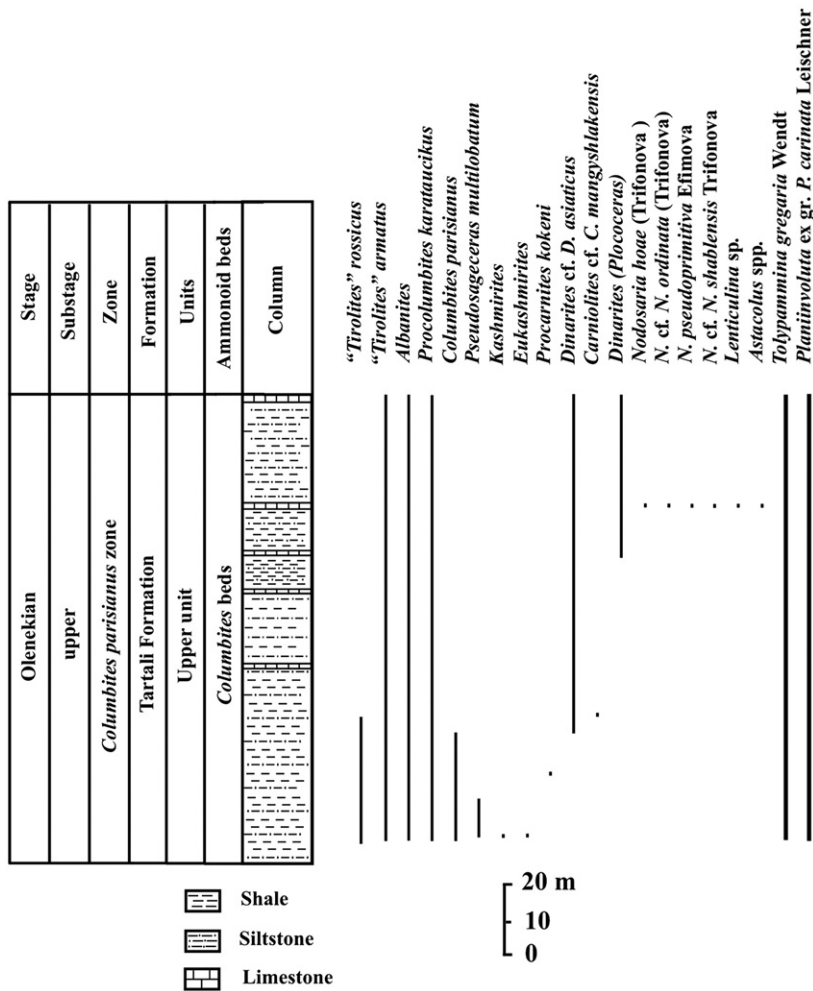 Stage
Substage
Zone
Formation
Units
Ammonoid beds
Column
Olenekian
upper
Columbites parisianus zone
Tartali Formation
Upper unit
Columbites beds
“Tirolites” rossicus
“Tirolites” armatus
Albanites
Procolumbites karataucikus
Columbites parisianus
Pseudosageceras multilobatum
Kashmirites
Eukashmirites
Procarnites kokeni
Dinarites cf. D. asiaticus
Carniolites cf. C. mangyshlakensis
Dinarites (Plococeras)
Nodosaria hoae (Trifonova )
N. cf. N. ordinata (Trifonova)
N. pseudoprimitiva Efimova
N. cf. N. shablensis Trifonova
Lenticulina sp.
Astacolus spp.
Tolypammina gregaria Wendt
Planiinvoluta ex gr. P. carinata Leischner
Shale
Siltstone
Limestone
20 m
10
0